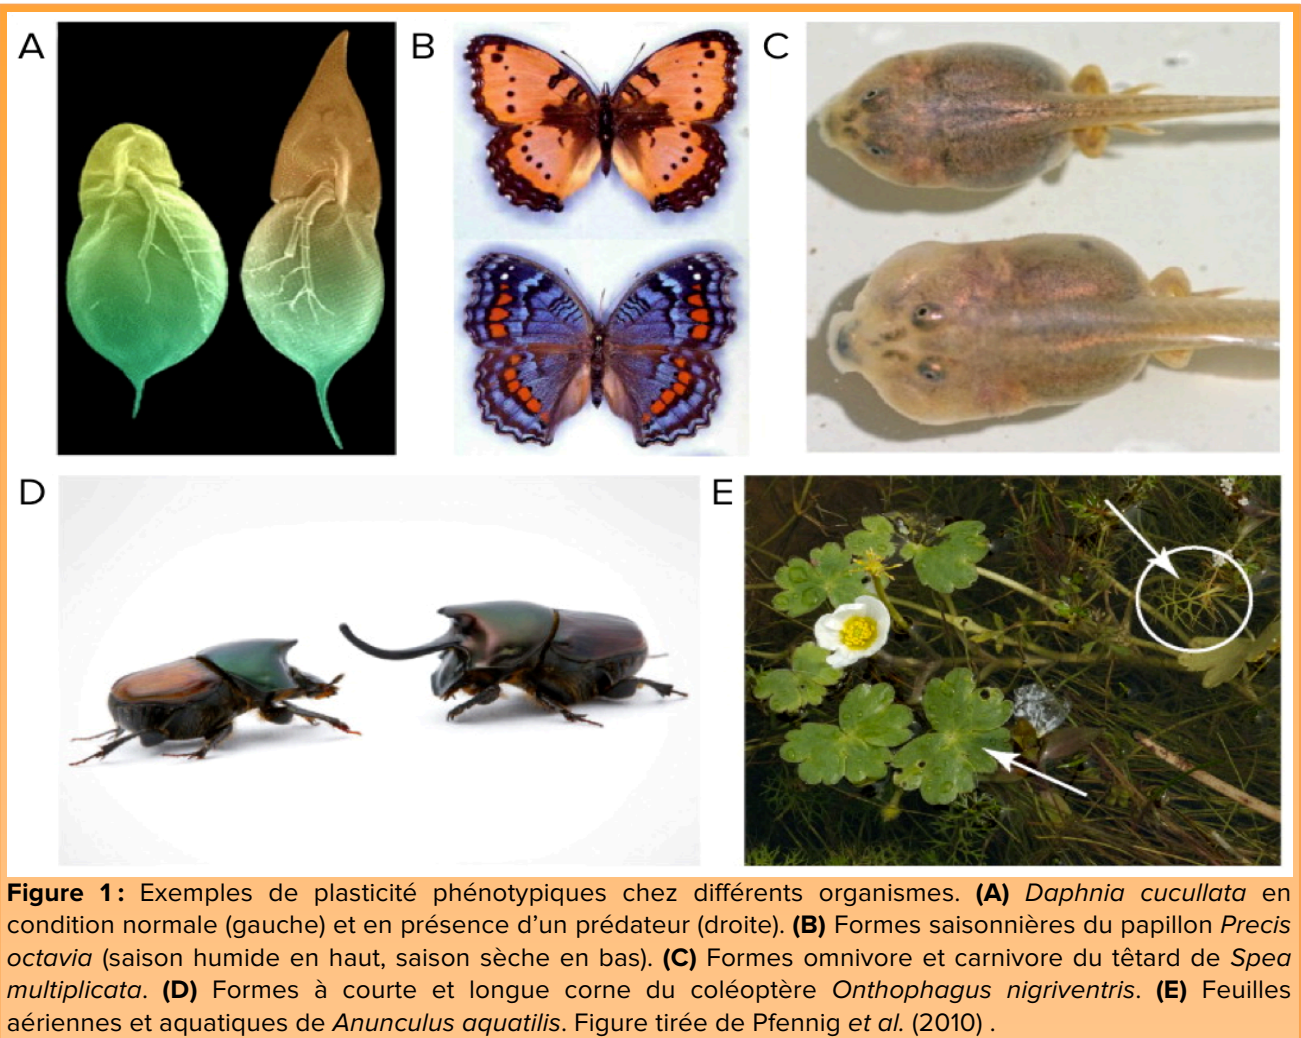 A
B
C
D
E
Figure 1: Exemples de plasticité phénotypiques chez différents organismes. (A) Daphnia cucullata en
condition normale (gauche) et en présence d'un prédateur (droite). (B) Formes saisonnières du papillon Precis
octavia (saison humide en haut, saison sèche en bas). (C) Formes omnivore et carnivore du têtard de Spea
multiplicata. (D) Formes à courte et longue corne du coléoptère Onthophagus nigriventris. (E) Feuilles
aériennes et aquatiques de Anunculus aquatilis. Figure tirée de Pfennig et al. (2010) .